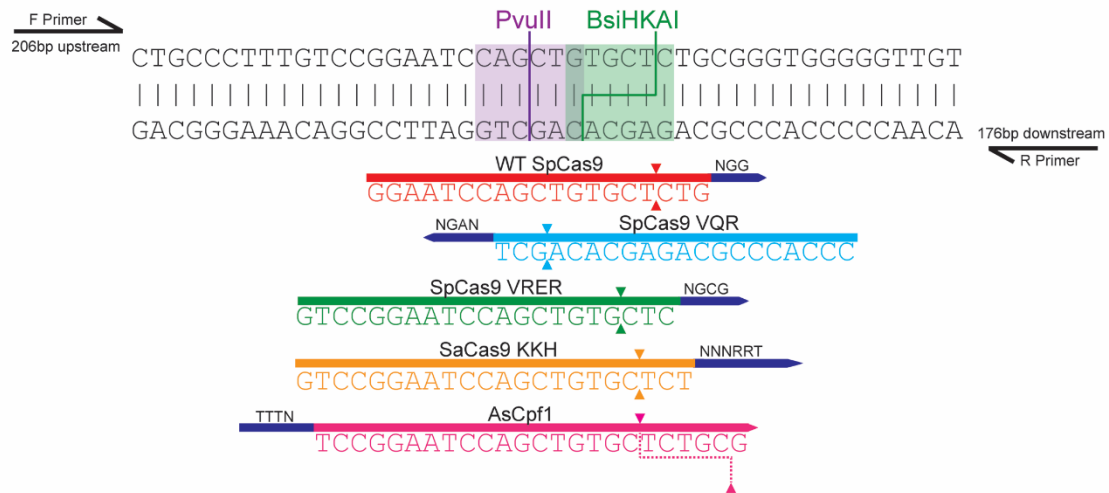 F Primer
PvuII BsiHKAI
206bp upstream
CTGCCCTTTGTCCGGAATCCAGCTGTGCTCTGCGGGTGGGGGTTGT
GACGGGAAACAGGCCTTAGGTCGACACGAGACGCCCACCCCCAACA
176bp downstream
R Primer
WT SpCas9 NGG
GGAATCCAGCTGTGCTCTG
NGAN SpCas9 VQR
TCGACACGAGACGCCCACCC
SpCas9 VRER NGCG
GTCCGGAATCCAGCTGTGCTC
SaCas9 KKH NNNRRT
GTCCGGAATCCAGCTGTGCTCT
TTTN AsCpf1
TCCGGAATCCAGCTGTGCTCTGCG